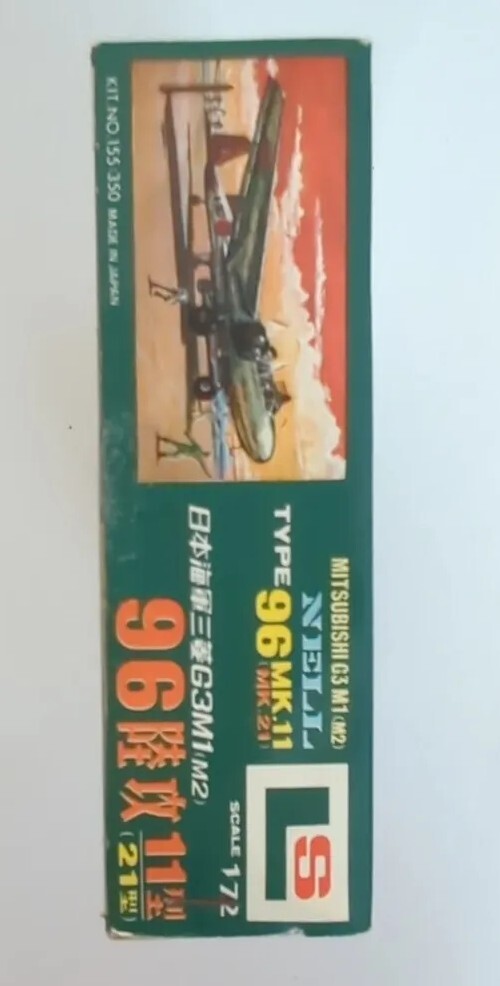 MITSUBISHI G3M1(M2)
NELL
TYPE 96 MK.11
(MK.21)
LS
SCALE 1/72
日本海軍三菱G3M1(M2)
96陸攻11型
(21型)
KIT NO 155:350 MADE IN JAPAN